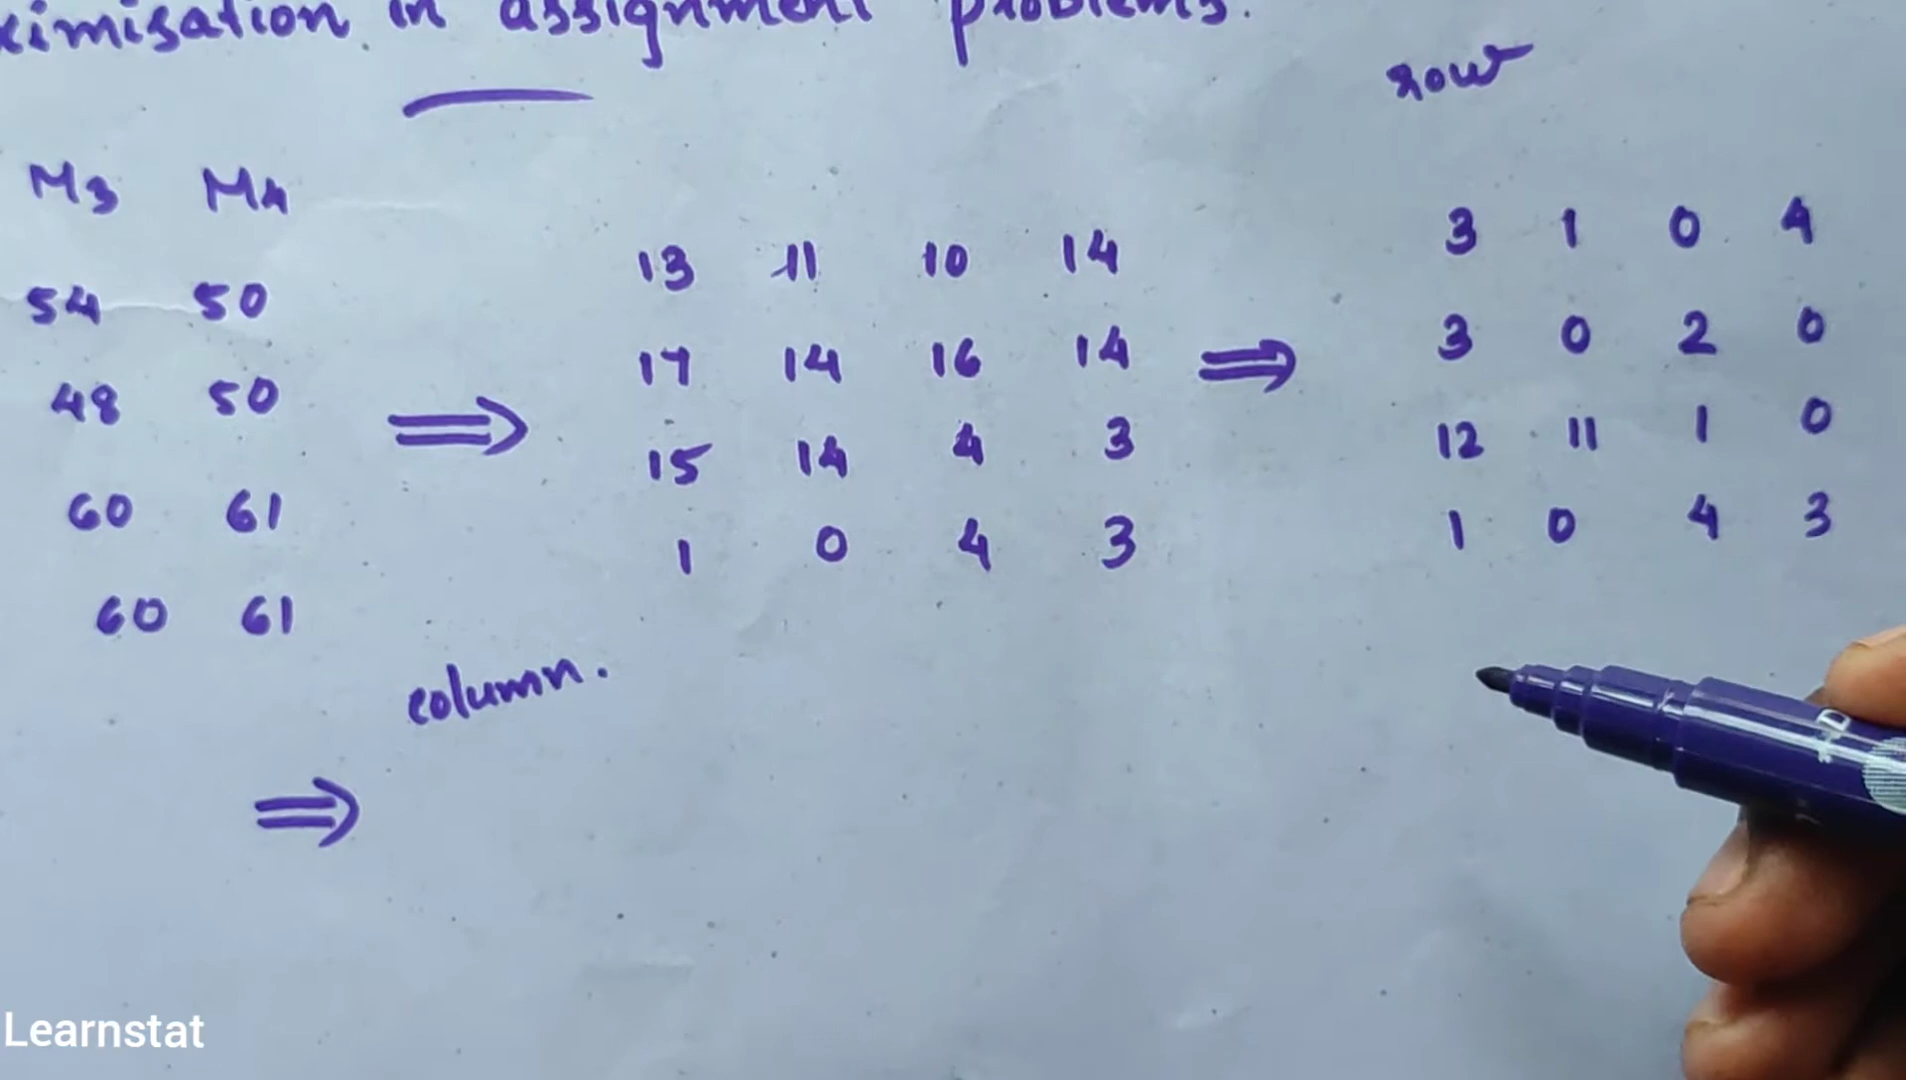 ximisation in assignment problems.
row
M3 M4
54 50
48 50
60 61
60 61
13 11 10 14
17 14 16 14
15 14 4 3
1 0 4 3
3 1 0 4
3 0 2 0
12 11 1 0
1 0 4 3
column.
Learnstat